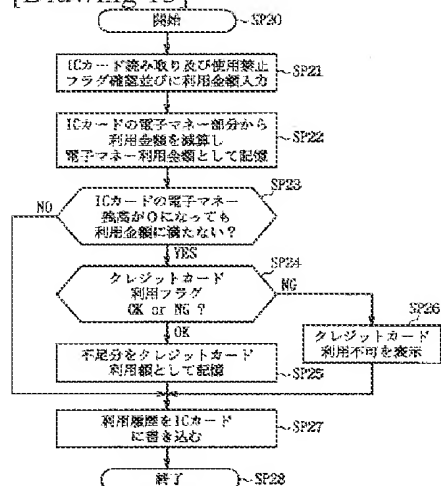 [Drawing 13]
開始
SP20
ICカード読み取り及び使用禁止
フラグ確認並びに利用金額入力
SP21
ICカードの電子マネー部分から
利用金額を減算し
電子マネー利用金額として記憶
SP22
SP23
ICカードの電子マネー
残高が0になっても
利用金額に満たない?
NO
YES
SP24
クレジットカード
利用フラグ
OK or NG ?
NG
OK
SP26
クレジットカード
利用不可を表示
不足分をクレジットカード
利用額として記憶
SP25
利用履歴をICカード
に書き込む
SP27
終了
SP28